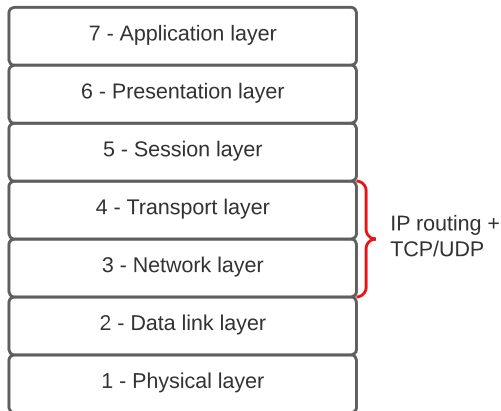 7 - Application layer
6 - Presentation layer
5 - Session layer
4 - Transport layer
3 - Network layer
IP routing +
TCP/UDP
2 - Data link layer
1 - Physical layer